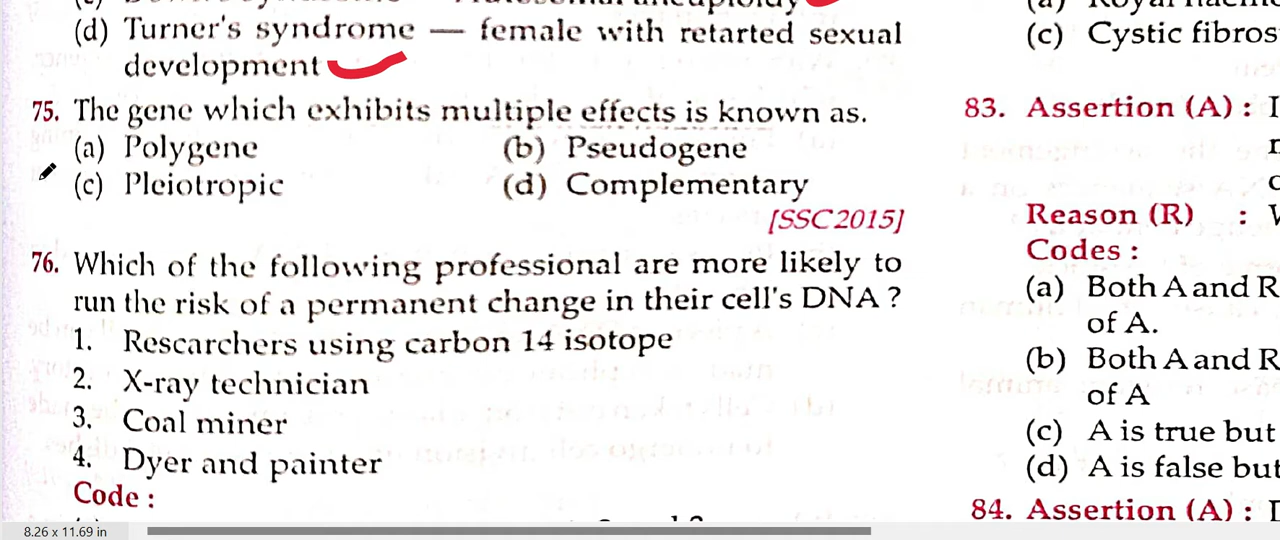 (d) Turner's syndrome — female with retarted sexual
development
75. The gene which exhibits multiple effects is known as.
(a) Polygene (b) Pseudogene
(c) Pleiotropic (d) Complementary
[SSC 2015]
76. Which of the following professional are more likely to
run the risk of a permanent change in their cell's DNA ?
1. Rescarchers using carbon 14 isotope
2. X-ray technician
3. Coal miner
4. Dyer and painter
Code :
(c) Cystic fibros
83. Assertion (A) :
Reason (R) :
Codes :
(a) Both A and R
of A.
(b) Both A and R
of A
(c) A is true but
(d) A is false but
84. Assertion (A) :
8.26 x 11.69 in